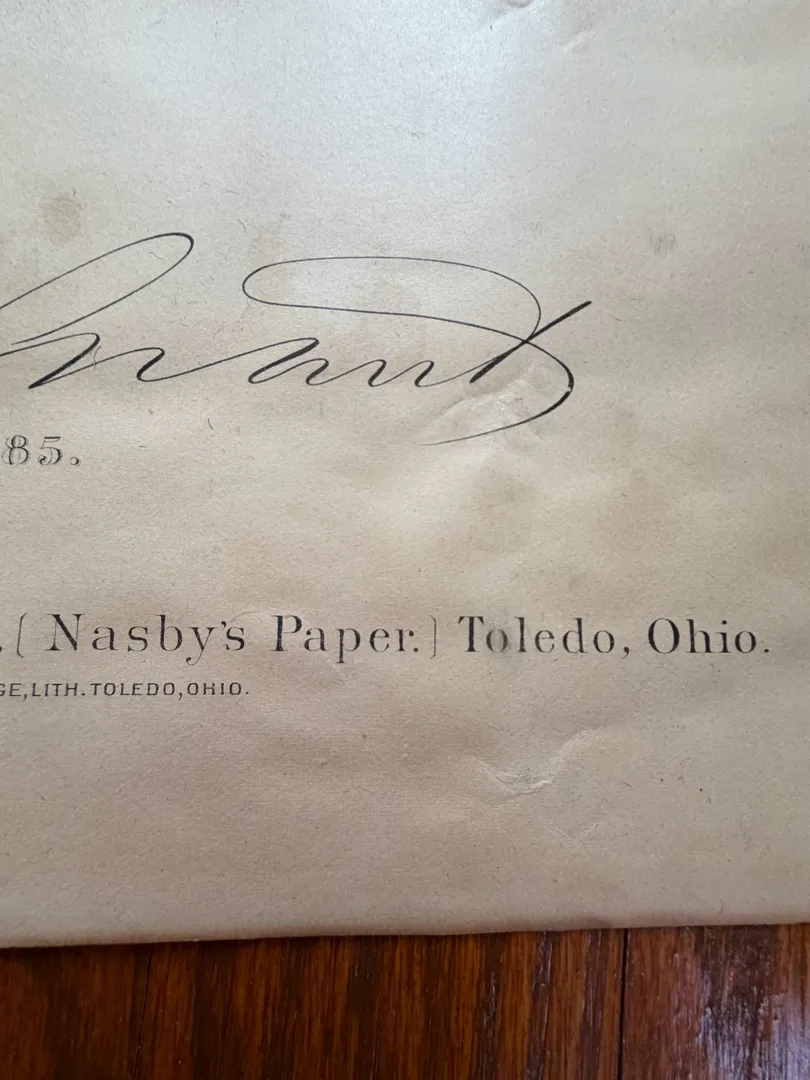 Grant
85.
. [ Nasby's Paper. ] Toledo, Ohio.
GE, LITH. TOLEDO, OHIO.